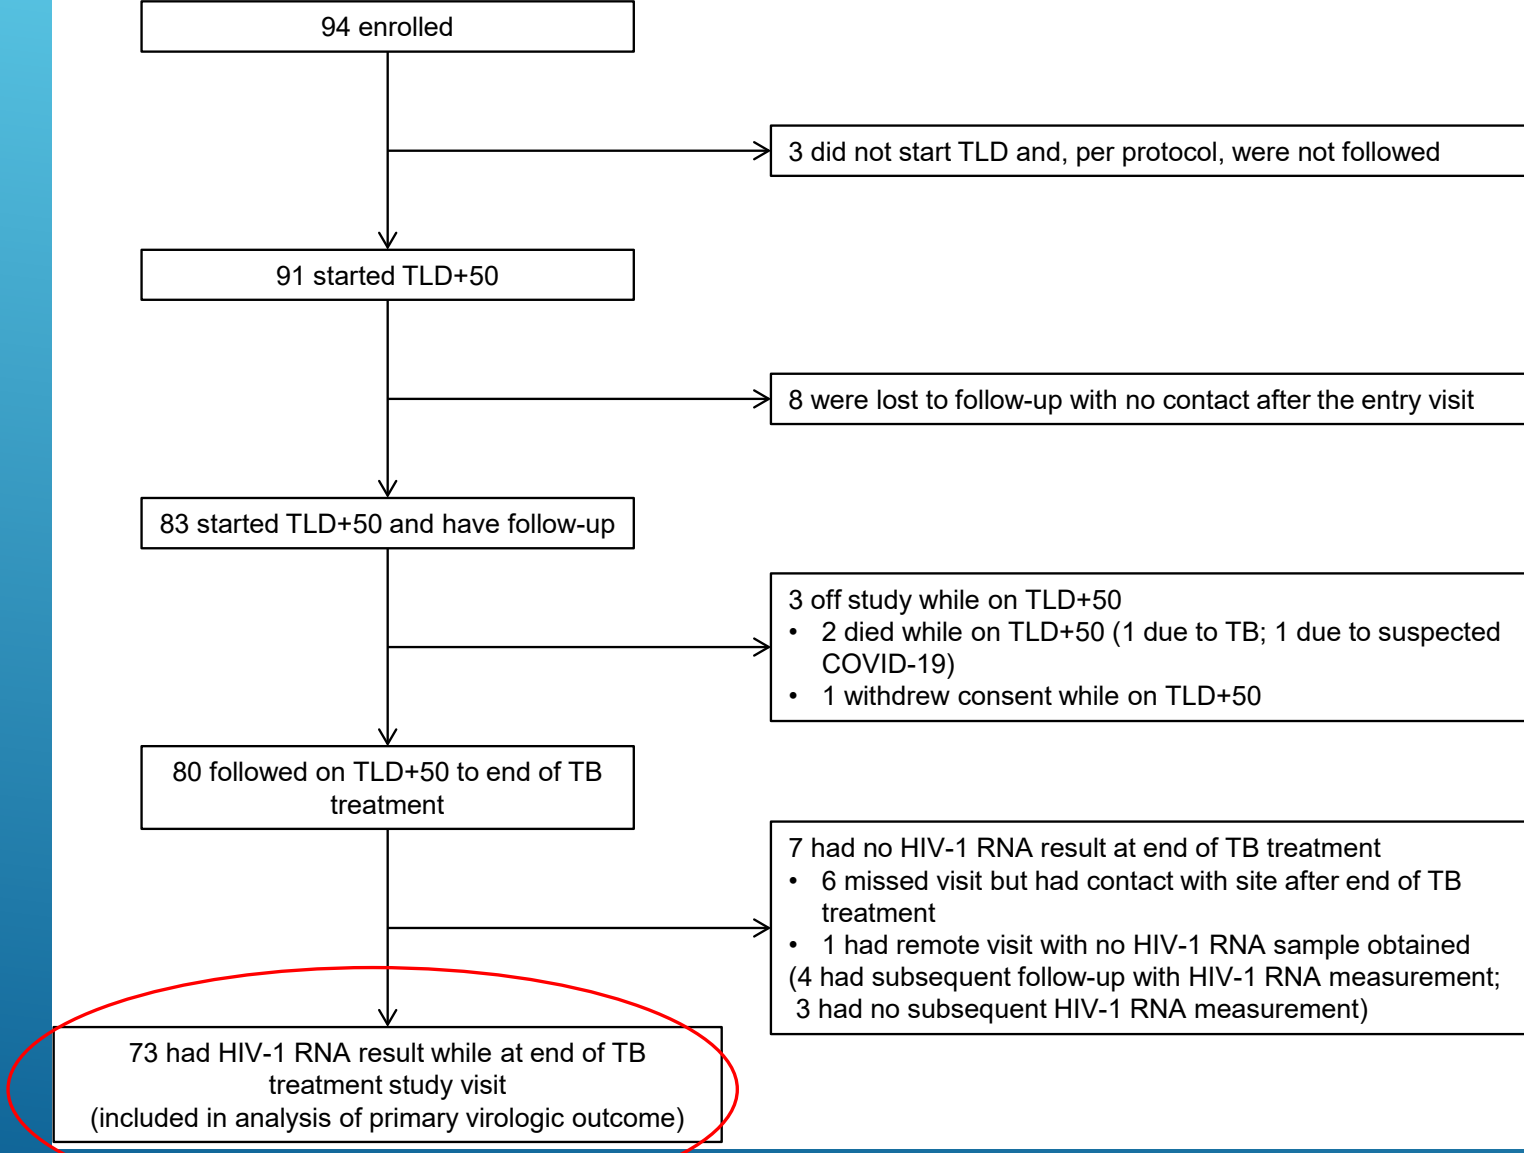 94 enrolled
3 did not start TLD and, per protocol, were not followed
91 started TLD+50
8 were lost to follow-up with no contact after the entry visit
83 started TLD+50 and have follow-up
3 off study while on TLD+50
• 2 died while on TLD+50 (1 due to TB; 1 due to suspected
COVID-19)
• 1 withdrew consent while on TLD+50
80 followed on TLD+50 to end of TB
treatment
7 had no HIV-1 RNA result at end of TB treatment
• 6 missed visit but had contact with site after end of TB
treatment
• 1 had remote visit with no HIV-1 RNA sample obtained
(4 had subsequent follow-up with HIV-1 RNA measurement;
3 had no subsequent HIV-1 RNA measurement)
73 had HIV-1 RNA result while at end of TB
treatment study visit
(included in analysis of primary virologic outcome)